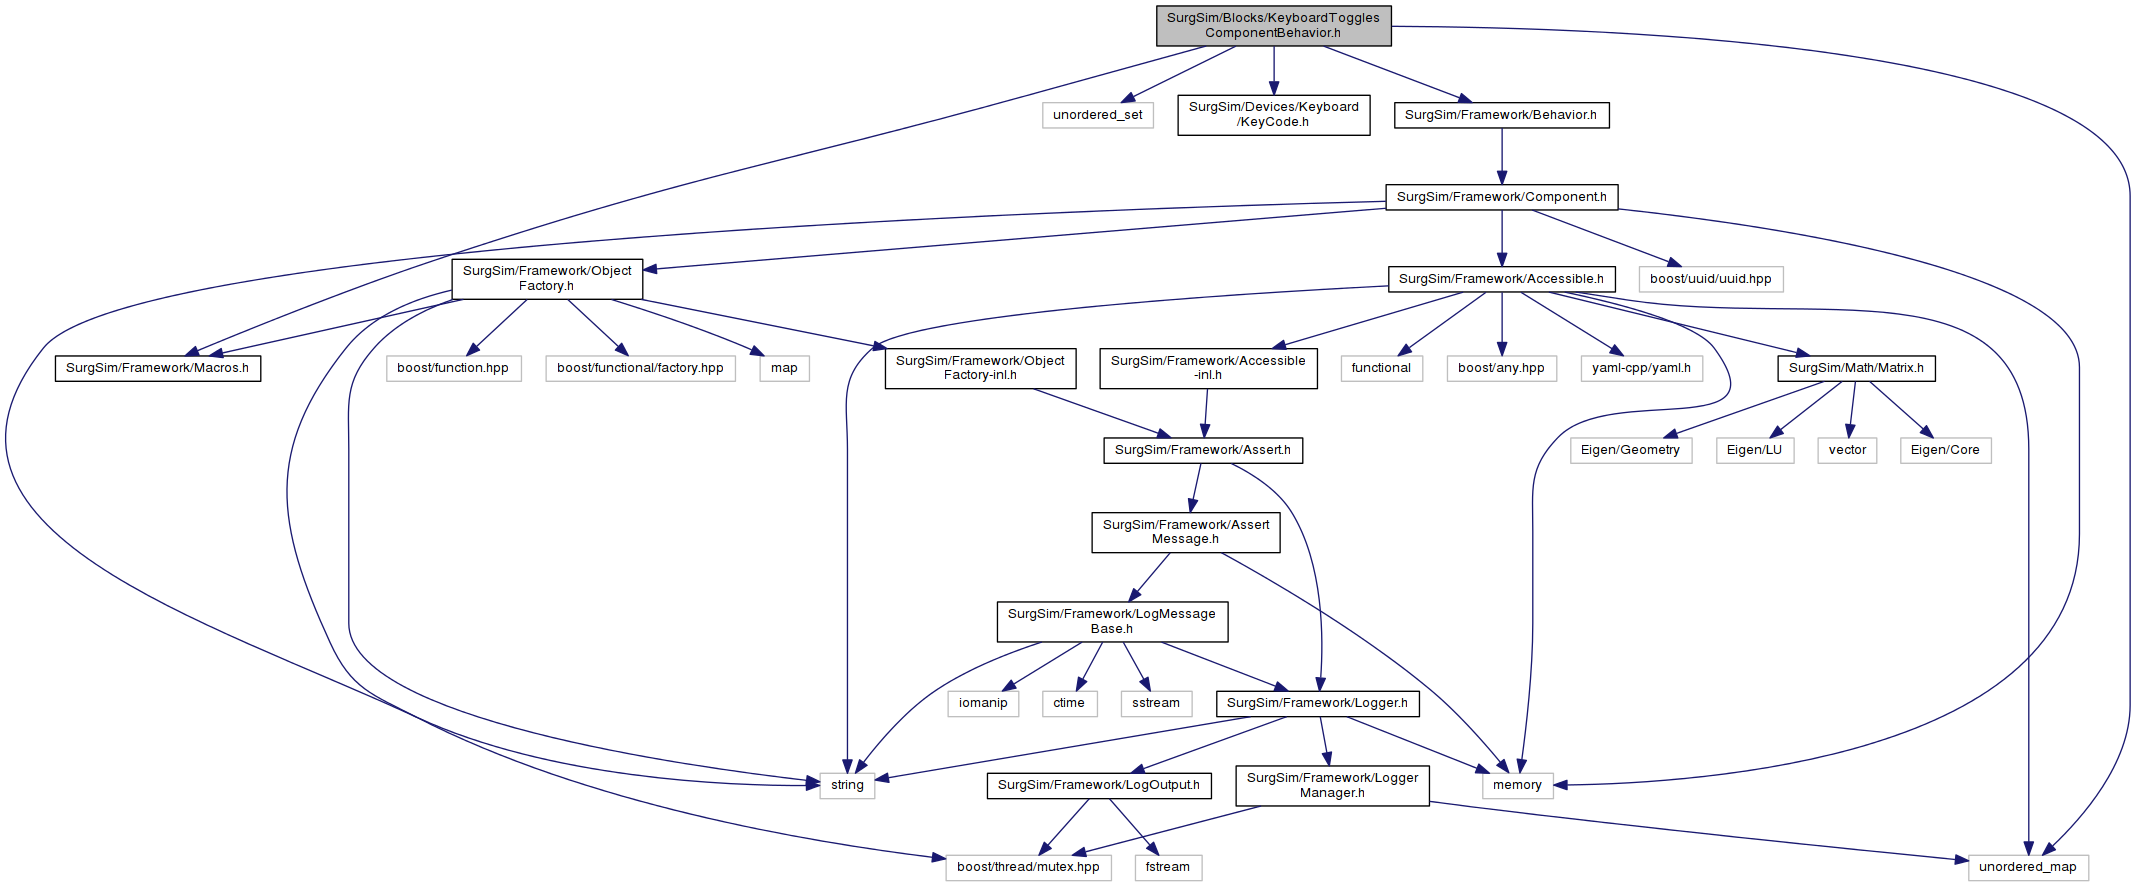 SurgSim/Blocks/KeyboardToggles
ComponentBehavior.h
unordered_set
SurgSim/Devices/Keyboard
/KeyCode.h
SurgSim/Framework/Behavior.h
SurgSim/Framework/Component.h
SurgSim/Framework/Object
Factory.h
SurgSim/Framework/Accessible.h
boost/uuid/uuid.hpp
SurgSim/Framework/Macros.h
boost/function.hpp
boost/functional/factory.hpp
map
SurgSim/Framework/Object
Factory-inl.h
SurgSim/Framework/Accessible
-inl.h
functional
boost/any.hpp
yaml-cpp/yaml.h
SurgSim/Math/Matrix.h
SurgSim/Framework/Assert.h
Eigen/Geometry
Eigen/LU
vector
Eigen/Core
SurgSim/Framework/Assert
Message.h
SurgSim/Framework/LogMessage
Base.h
iomanip
ctime
sstream
SurgSim/Framework/Logger.h
string
SurgSim/Framework/LogOutput.h
SurgSim/Framework/Logger
Manager.h
memory
boost/thread/mutex.hpp
fstream
unordered_map